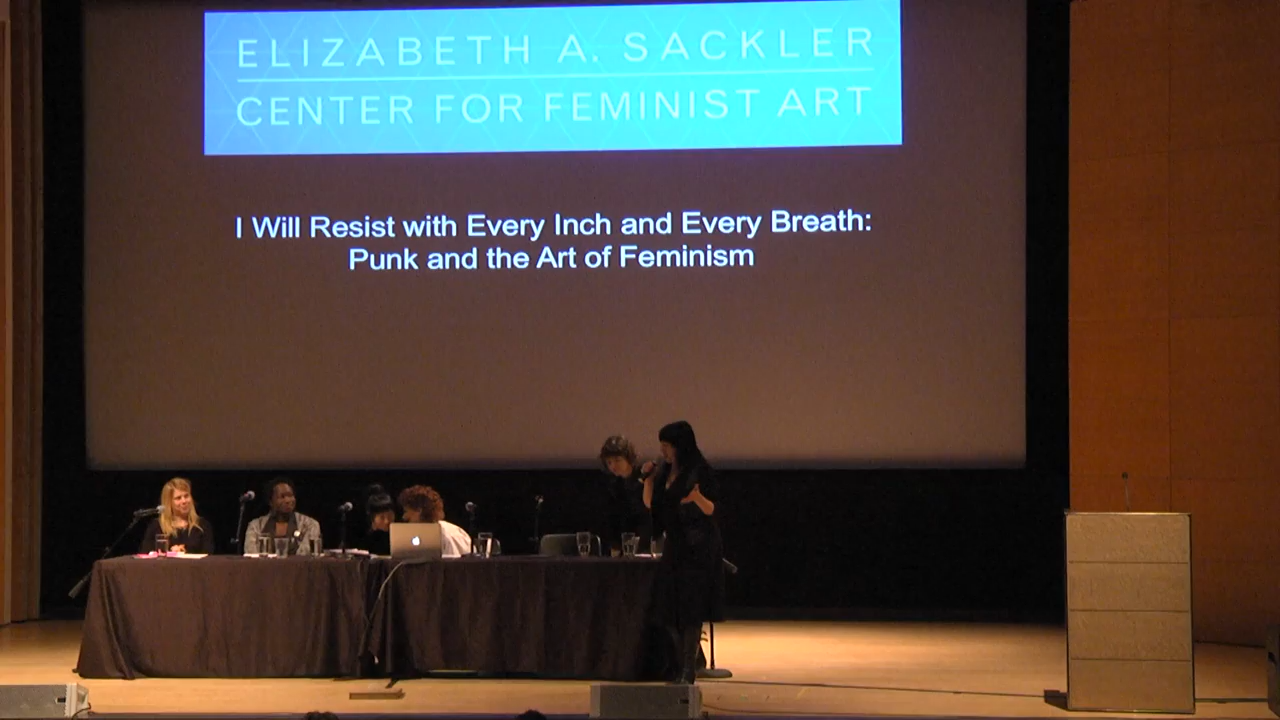 ELIZABETH A. SACKLER
CENTER FOR FEMINIST ART
I Will Resist with Every Inch and Every Breath:
Punk and the Art of Feminism